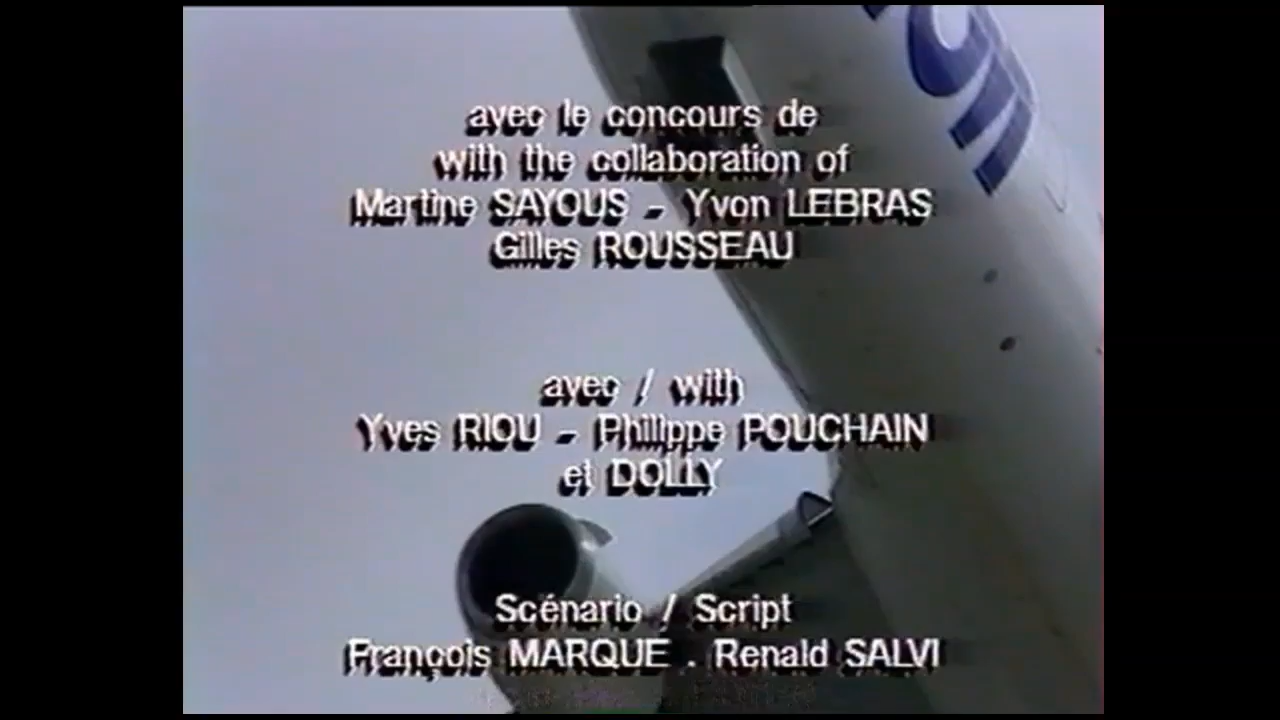 avec le concours de
with the collaboration of
Martine SAYOUS - Yvon LEBRAS
Gilles ROUSSEAU
avec / with
Yves RIOU - Philippe POUCHAIN
et DOLLY
Scénario / Script
François MARQUE . Renald SALVI